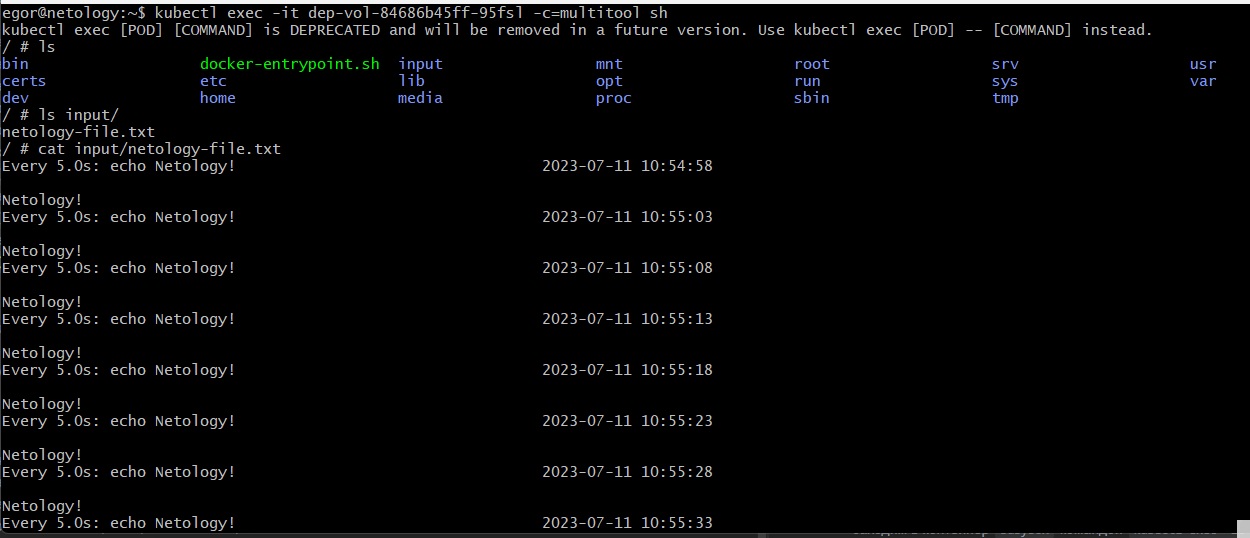 egor@netology:~$ kubectl exec -it dep-vol-84686b45ff-95fsl -c=multitool sh
kubectl exec [POD] [COMMAND] is DEPRECATED and will be removed in a future version. Use kubectl exec [POD] -- [COMMAND] instead.
/ # ls
bin docker-entrypoint.sh input mnt root srv usr
certs etc lib opt run sys var
dev home media proc sbin tmp
/ # ls input/
netology-file.txt
/ # cat input/netology-file.txt
Every 5.0s: echo Netology! 2023-07-11 10:54:58
Netology!
Every 5.0s: echo Netology! 2023-07-11 10:55:03
Netology!
Every 5.0s: echo Netology! 2023-07-11 10:55:08
Netology!
Every 5.0s: echo Netology! 2023-07-11 10:55:13
Netology!
Every 5.0s: echo Netology! 2023-07-11 10:55:18
Netology!
Every 5.0s: echo Netology! 2023-07-11 10:55:23
Netology!
Every 5.0s: echo Netology! 2023-07-11 10:55:28
Netology!
Every 5.0s: echo Netology! 2023-07-11 10:55:33